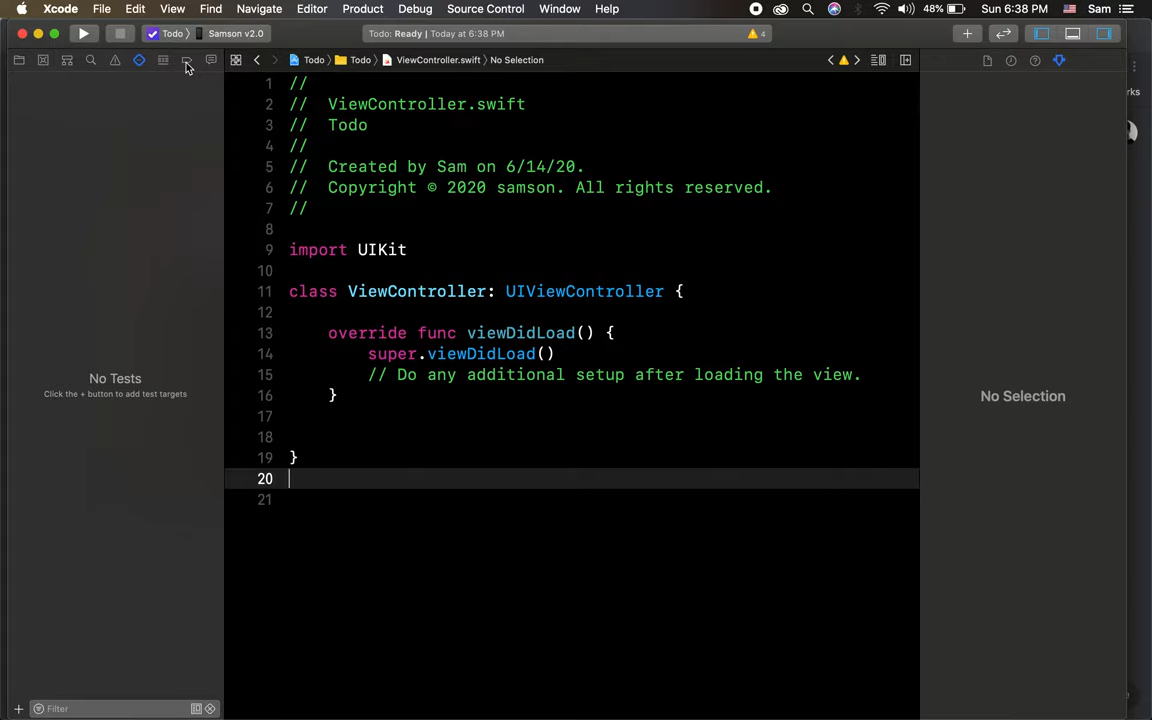 Xcode File Edit View Find Navigate Editor Product Debug Source Control Window Help 48% Sun 6:38 PM Sam
Todo Samson v2.0 Todo: Ready | Today at 6:38 PM 4
Todo Todo ViewController.swift No Selection
rks
1 //
2 // ViewController.swift
3 // Todo
4 //
5 // Created by Sam on 6/14/20.
6 // Copyright © 2020 samson. All rights reserved.
7 //
8
9 import UIKit
10
11 class ViewController: UIViewController {
12
13 override func viewDidLoad() {
14 super.viewDidLoad()
15 // Do any additional setup after loading the view.
16 }
17
18
19 }
20
21
No Tests
Click the + button to add test targets
No Selection
Filter